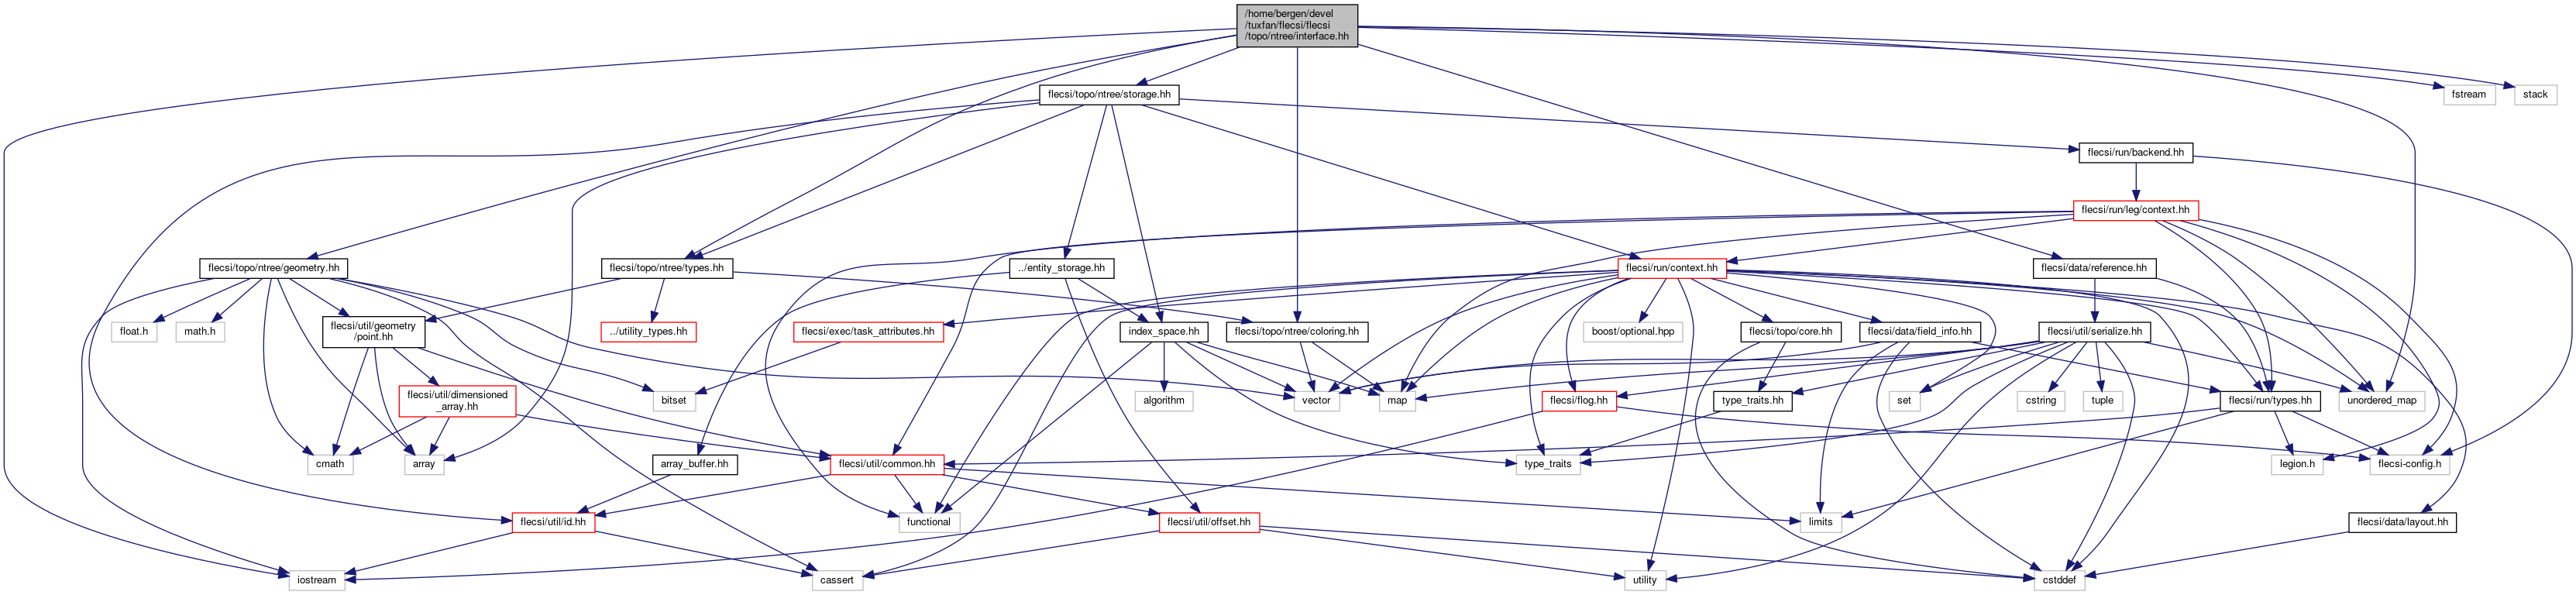 /home/bergen/devel
/tuxfan/flecsi/flecsi
/topo/ntree/interface.hh
flecsi/topo/ntree/storage.hh
fstream
stack
flecsi/run/backend.hh
flecsi/run/leg/context.hh
flecsi/topo/ntree/geometry.hh
flecsi/topo/ntree/types.hh
../entity_storage.hh
flecsi/run/context.hh
flecsi/data/reference.hh
float.h
math.h
flecsi/util/geometry
/point.hh
../utility_types.hh
flecsi/exec/task_attributes.hh
index_space.hh
flecsi/topo/ntree/coloring.hh
boost/optional.hpp
flecsi/topo/core.hh
flecsi/data/field_info.hh
flecsi/util/serialize.hh
flecsi/util/dimensioned
_array.hh
bitset
algorithm
vector
map
flecsi/flog.hh
type_traits.hh
set
cstring
tuple
flecsi/run/types.hh
unordered_map
cmath
array
array_buffer.hh
flecsi/util/common.hh
type_traits
legion.h
flecsi-config.h
flecsi/util/id.hh
functional
flecsi/util/offset.hh
limits
flecsi/data/layout.hh
iostream
cassert
utility
cstddef